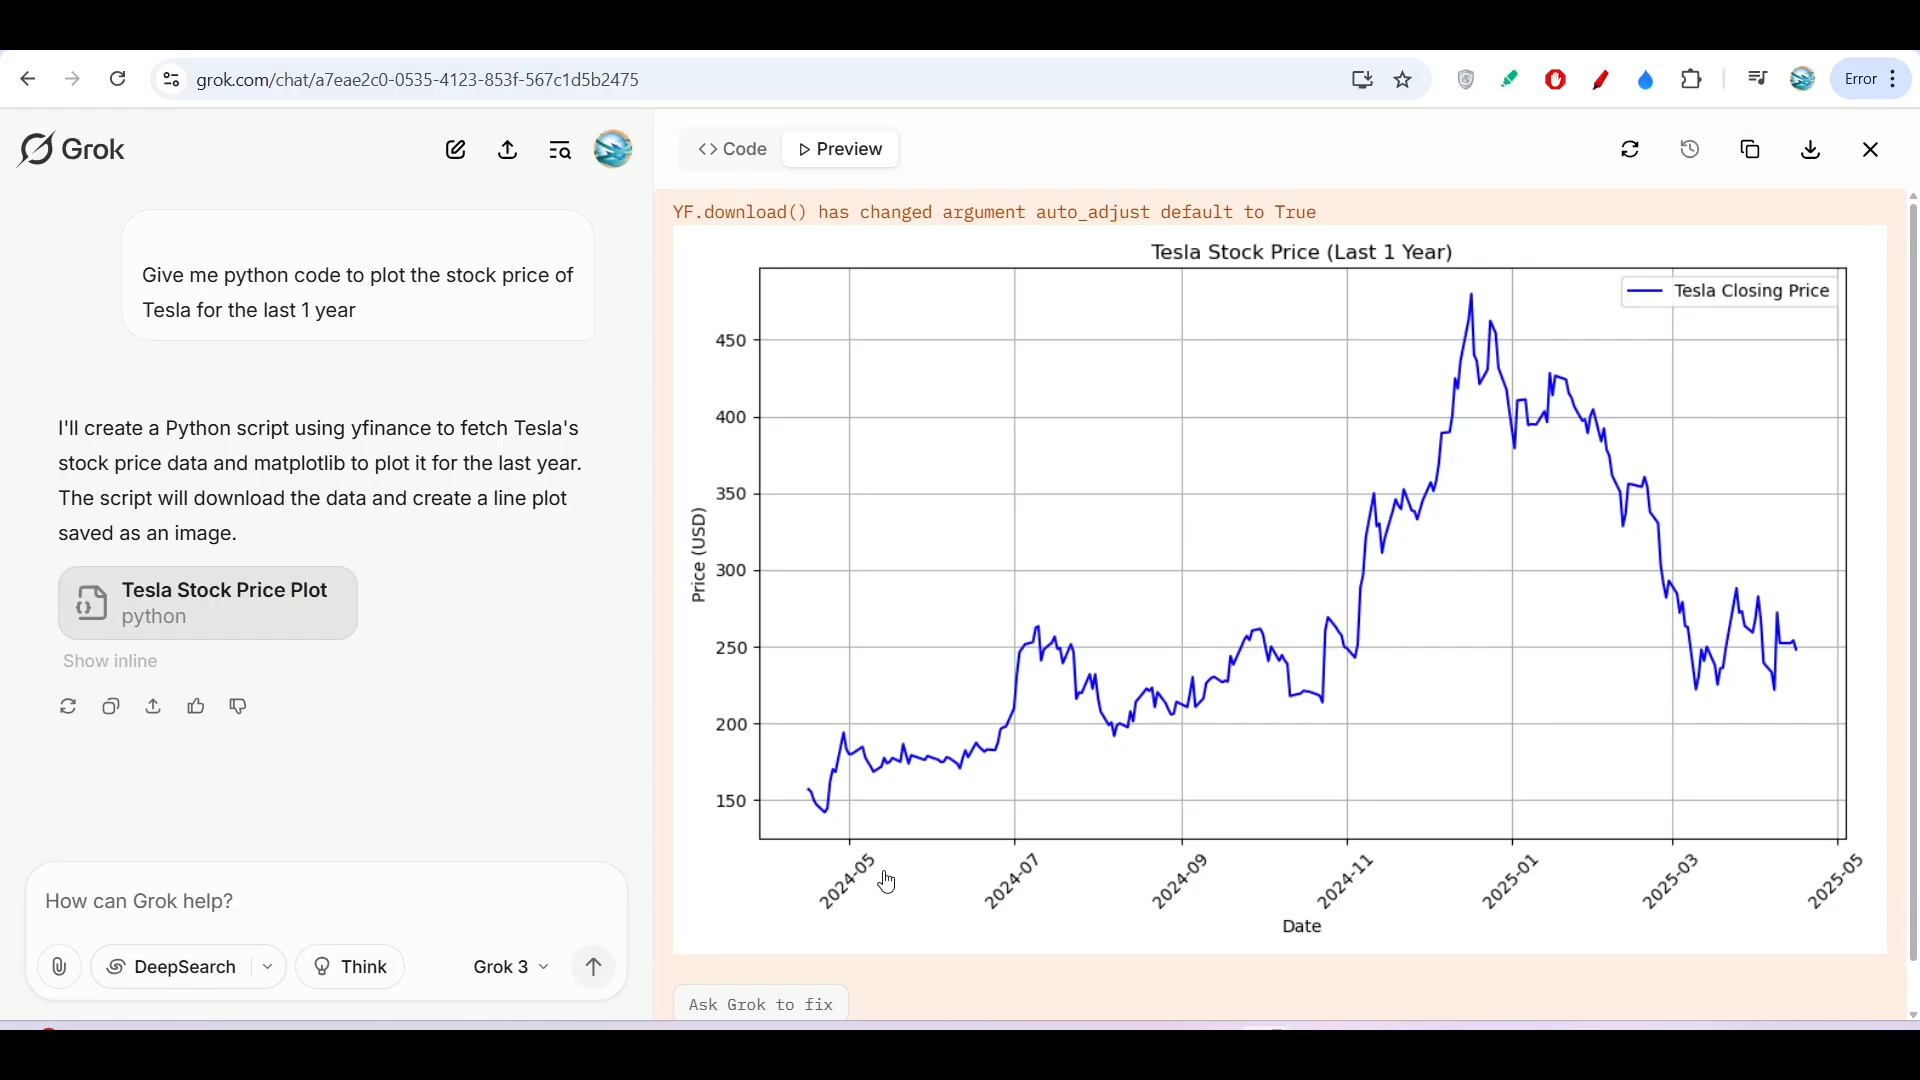 grok.com/chat/a7eae2c0-0535-4123-853f-567c1d5b2475
Error
Grok
Give me python code to plot the stock price of
Tesla for the last 1 year
I'll create a Python script using yfinance to fetch Tesla's
stock price data and matplotlib to plot it for the last year.
The script will download the data and create a line plot
saved as an image.
Tesla Stock Price Plot
python
Show inline
How can Grok help?
DeepSearch
Think
Grok 3
<> Code
Preview
YF.download() has changed argument auto_adjust default to True
Tesla Stock Price (Last 1 Year)
Tesla Closing Price
Price (USD)
450
400
350
300
250
200
150
2024-05
2024-07
2024-09
2024-11
2025-01
2025-03
2025-05
Date
Ask Grok to fix